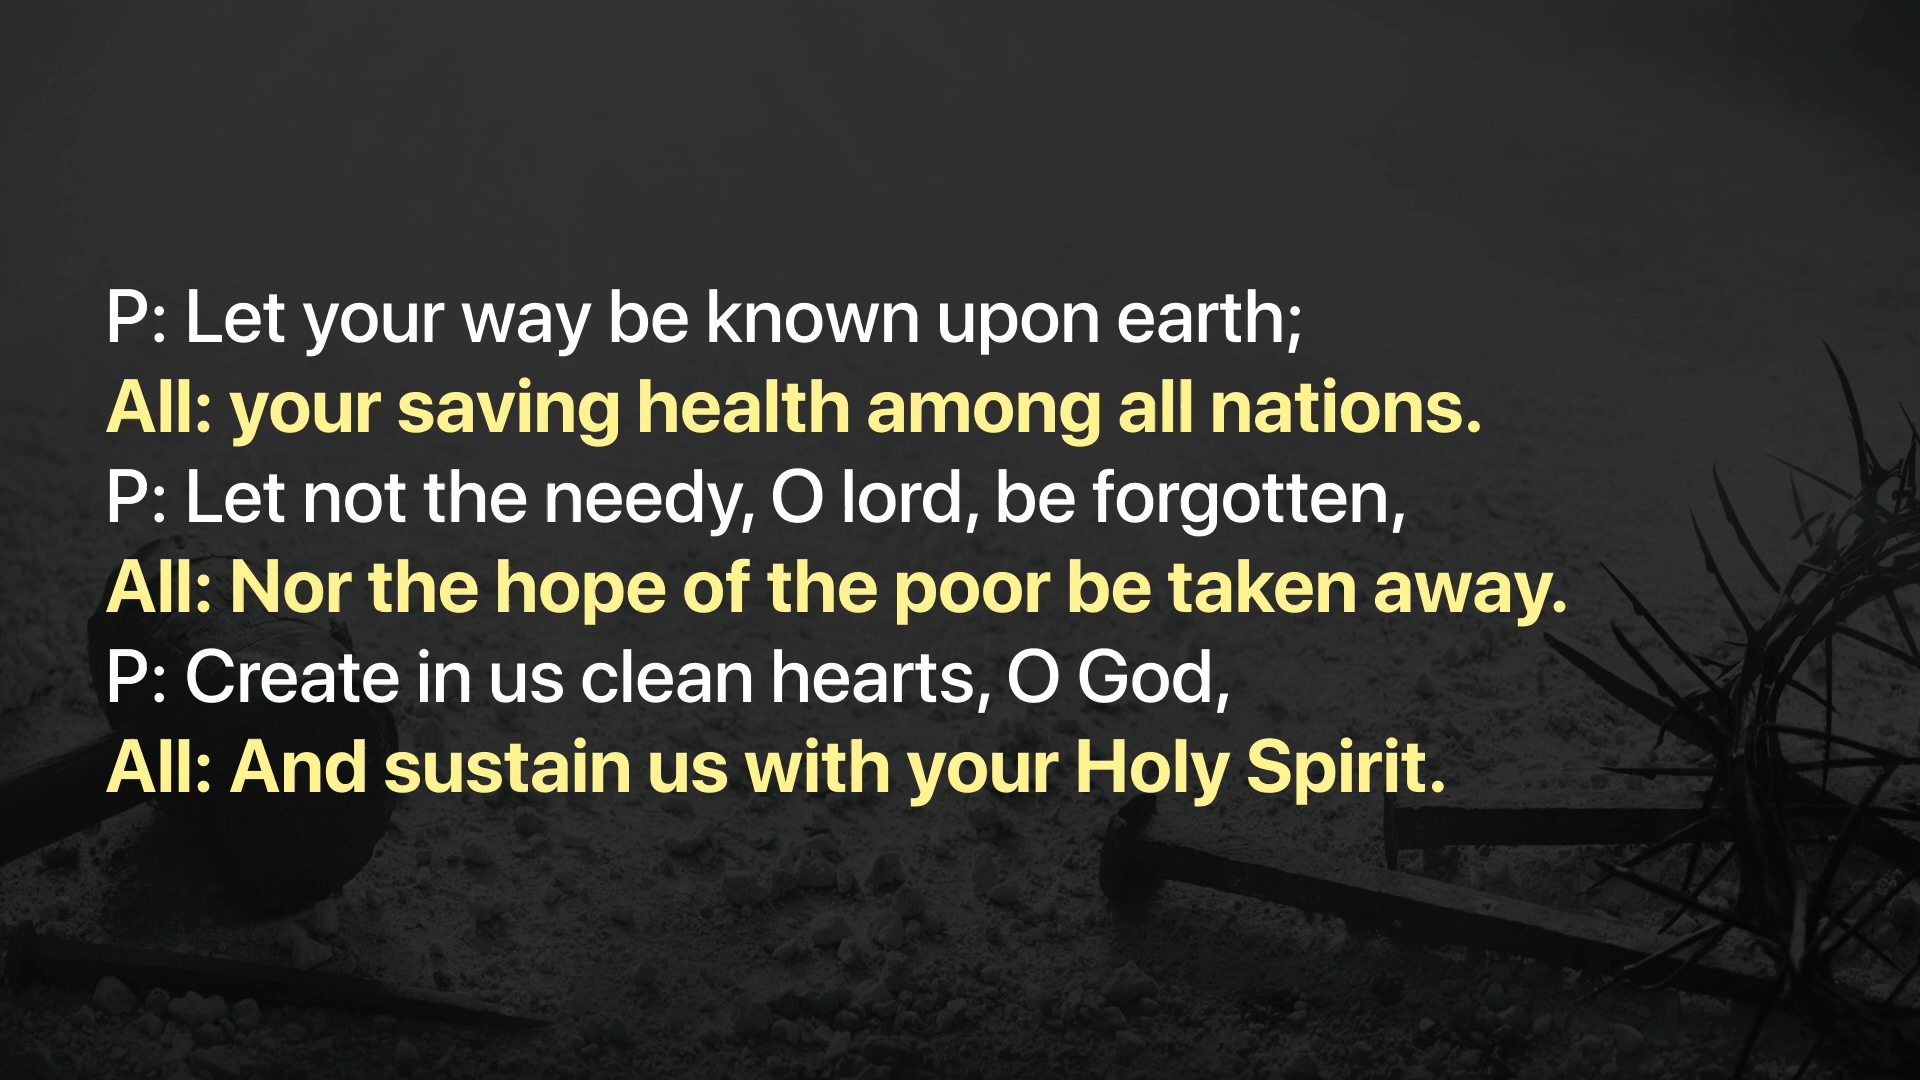 P: Let your way be known upon earth;
All: your saving health among all nations.
P: Let not the needy, O lord, be forgotten,
All: Nor the hope of the poor be taken away.
P: Create in us clean hearts, O God,
All: And sustain us with your Holy Spirit.